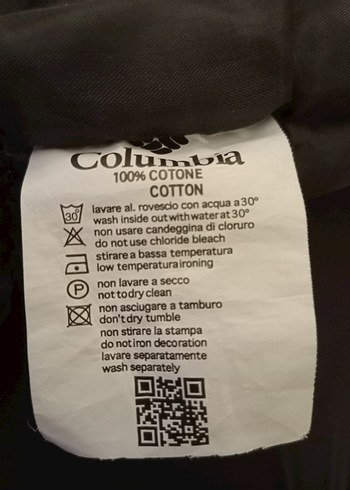 Columbia
100% COTONE
COTTON
30°
lavare al. rovescio con acqua a 30°
wash inside out with water at 30°
non usare candeggina di cloruro
do not use chloride bleach
stirare a bassa temperatura
low temperature ironing
P
non lavare a secco
not to dry clean
non asciugare a tamburo
don't dry tumble
non stirare la stampa
do not iron decoration
lavare separatamente
wash separately